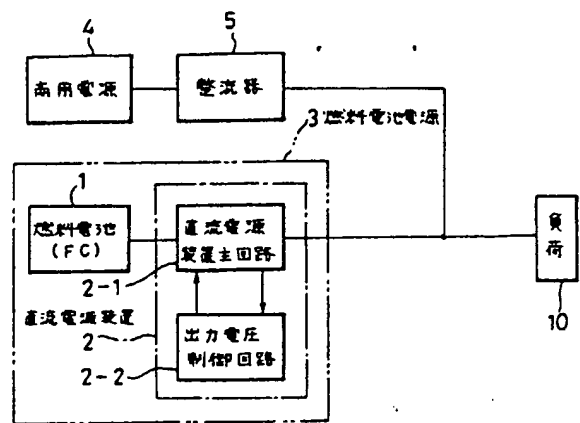 4
5
商用電源
整流路
3 燃料電池電源
1
燃料電池
(FC)
直流電源
装置主回路
2-1
直流電源装置
2
出力電圧
制御回路
2-2
負荷
10